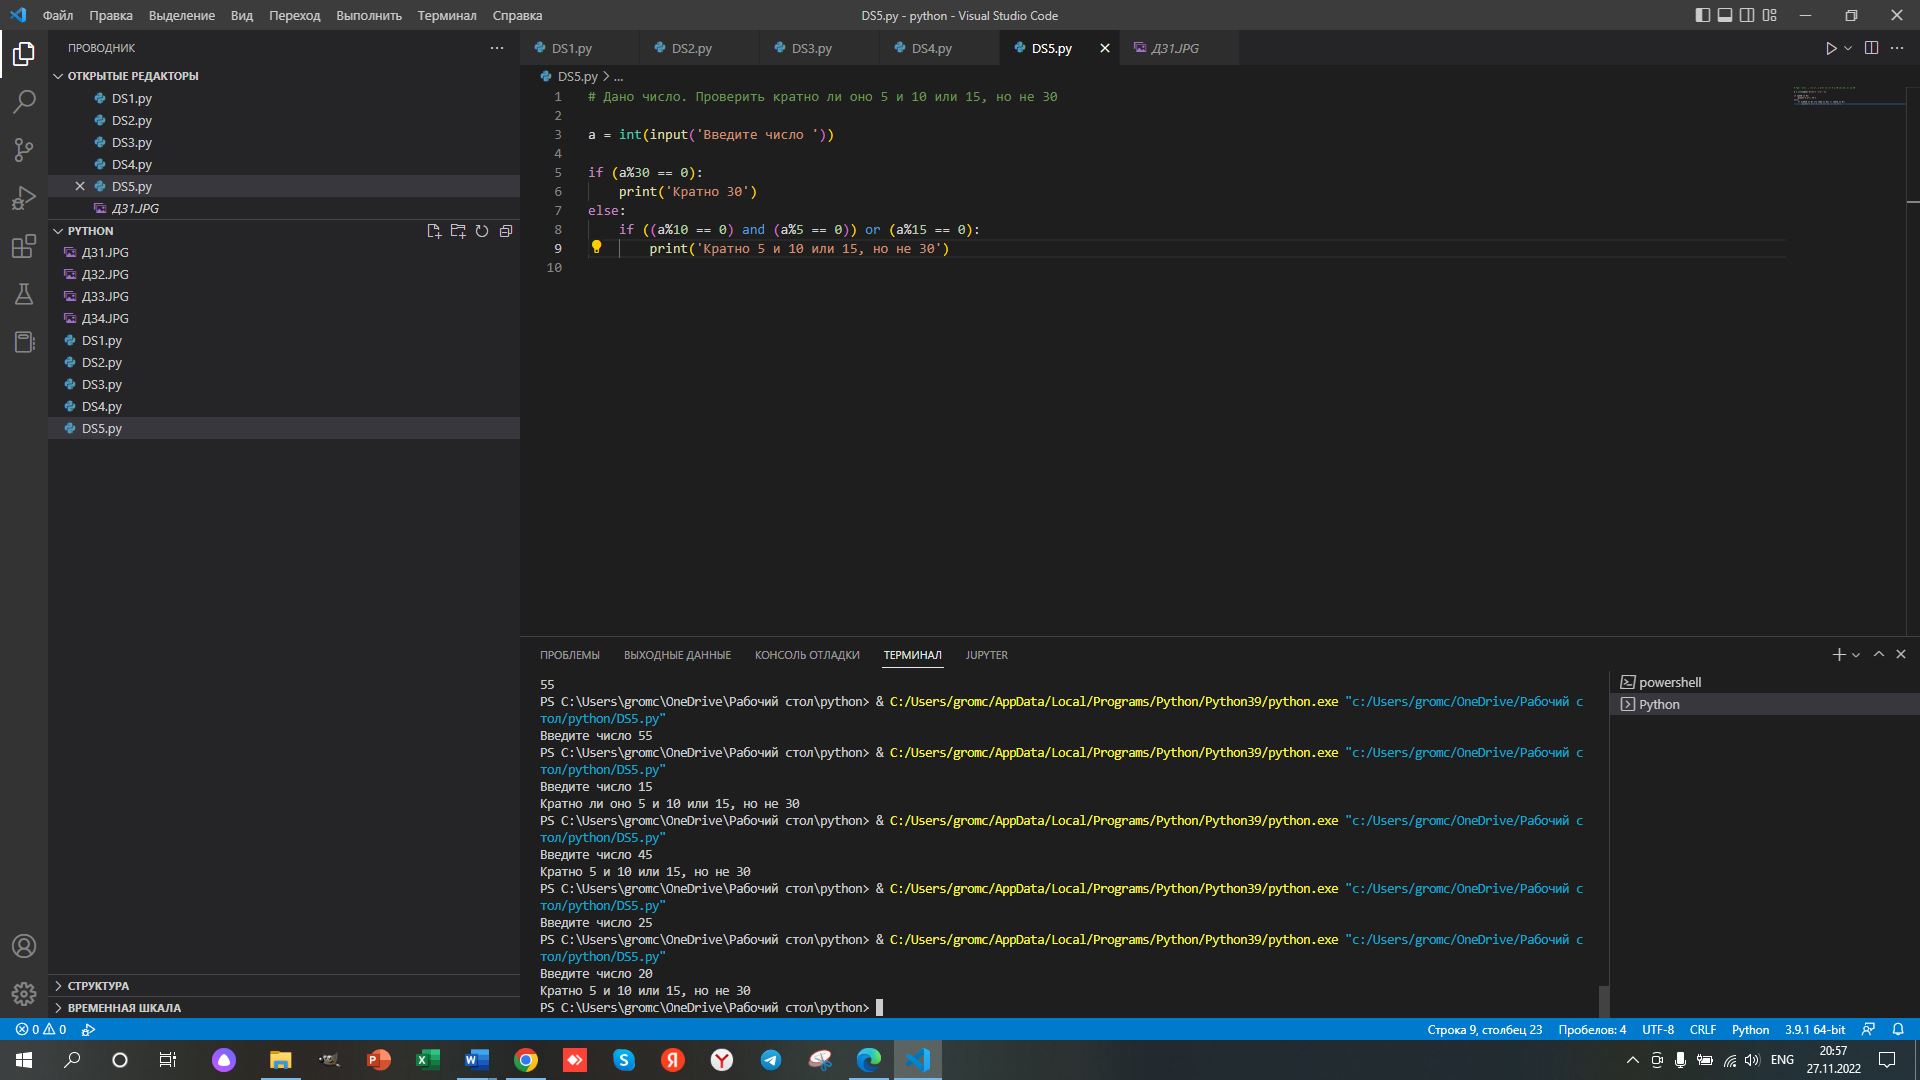 Файл Правка Выделение Вид Переход Выполнить Терминал Справка
DS5.py - python - Visual Studio Code
ПРОВОДНИК
ОТКРЫТЫЕ РЕДАКТОРЫ
DS1.py
DS2.py
DS3.py
DS4.py
DS5.py
Д31.JPG
PYTHON
Д31.JPG
Д32.JPG
Д33.JPG
Д34.JPG
DS1.py
DS2.py
DS3.py
DS4.py
DS5.py
СТРУКТУРА
ВРЕМЕННАЯ ШКАЛА
DS1.py DS2.py DS3.py DS4.py DS5.py Д31.JPG
DS5.py > ...
1 # Дано число. Проверить кратно ли оно 5 и 10 или 15, но не 30
2
3 a = int(input('Введите число '))
4
5 if (a%30 == 0):
6 print('Кратно 30')
7 else:
8 if ((a%10 == 0) and (a%5 == 0)) or (a%15 == 0):
9 print('Кратно 5 и 10 или 15, но не 30')
10
ПРОБЛЕМЫ ВЫХОДНЫЕ ДАННЫЕ КОНСОЛЬ ОТЛАДКИ ТЕРМИНАЛ JUPYTER
55
PS C:\Users\gromc\OneDrive\Рабочий стол\python> & C:/Users/gromc/AppData/Local/Programs/Python/Python39/python.exe "c:/Users/gromc/OneDrive/Рабочий с
тол/python/DS5.py"
Введите число 55
PS C:\Users\gromc\OneDrive\Рабочий стол\python> & C:/Users/gromc/AppData/Local/Programs/Python/Python39/python.exe "c:/Users/gromc/OneDrive/Рабочий с
тол/python/DS5.py"
Введите число 15
Кратно ли оно 5 и 10 или 15, но не 30
PS C:\Users\gromc\OneDrive\Рабочий стол\python> & C:/Users/gromc/AppData/Local/Programs/Python/Python39/python.exe "c:/Users/gromc/OneDrive/Рабочий с
тол/python/DS5.py"
Введите число 45
Кратно 5 и 10 или 15, но не 30
PS C:\Users\gromc\OneDrive\Рабочий стол\python> & C:/Users/gromc/AppData/Local/Programs/Python/Python39/python.exe "c:/Users/gromc/OneDrive/Рабочий с
тол/python/DS5.py"
Введите число 25
PS C:\Users\gromc\OneDrive\Рабочий стол\python> & C:/Users/gromc/AppData/Local/Programs/Python/Python39/python.exe "c:/Users/gromc/OneDrive/Рабочий с
тол/python/DS5.py"
Введите число 20
Кратно 5 и 10 или 15, но не 30
PS C:\Users\gromc\OneDrive\Рабочий стол\python>
powershell
Python
0 0
Строка 9, столбец 23 Пробелов: 4 UTF-8 CRLF Python 3.9.1 64-bit
ENG
20:57
27.11.2022